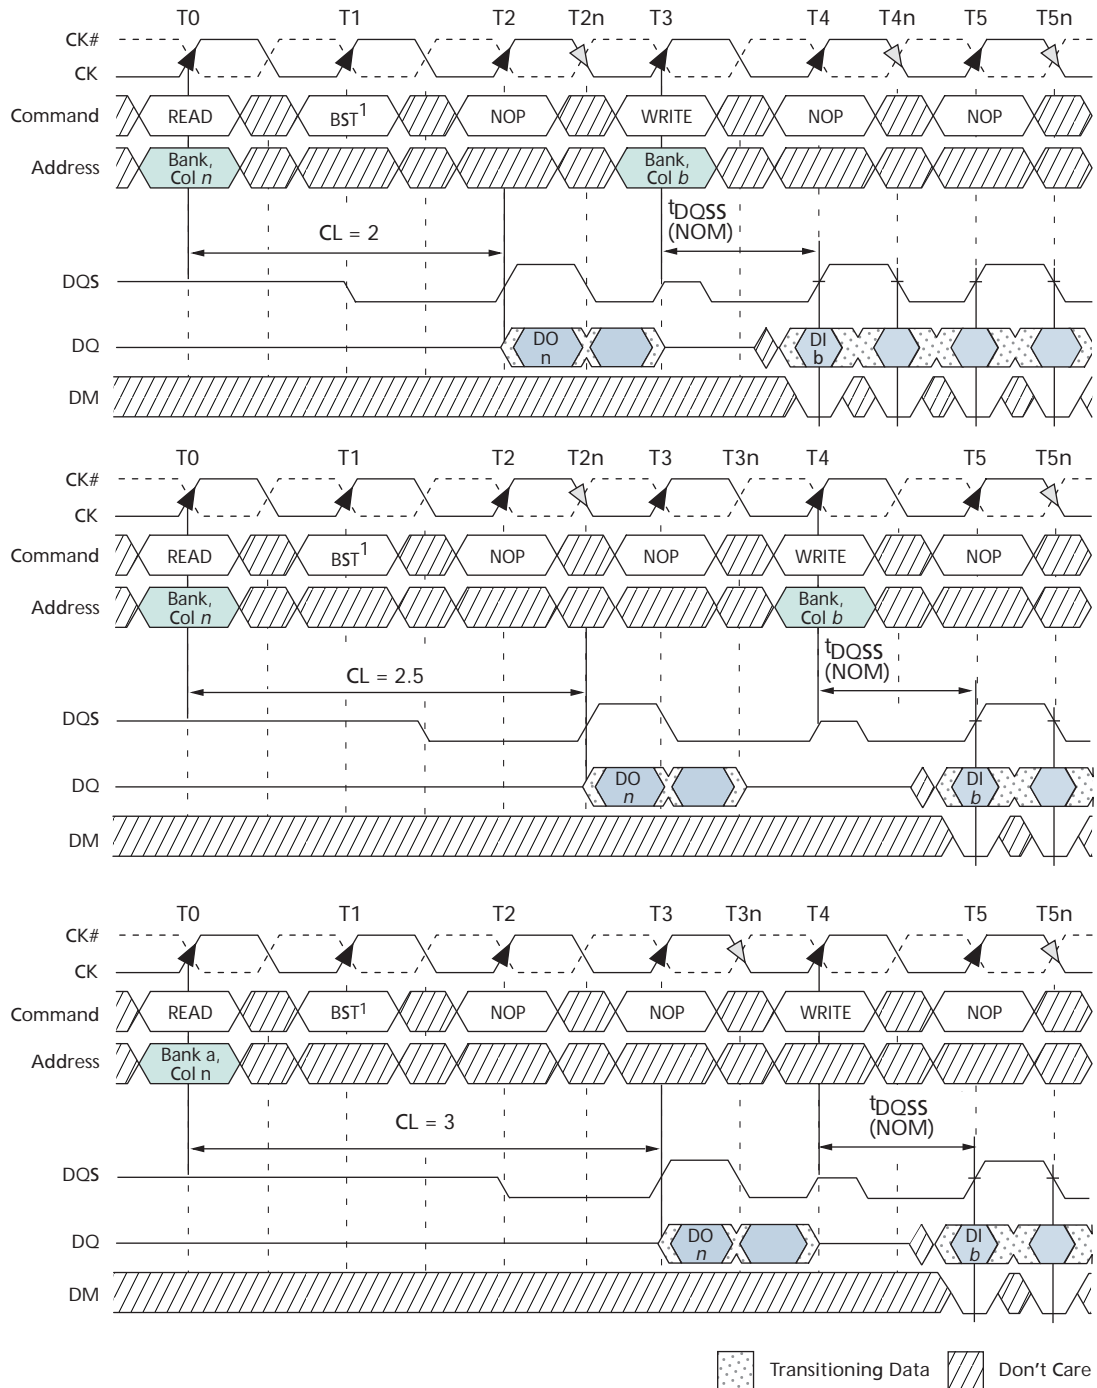 T0 T1 T2 T2n T3 T4 T4n T5 T5n
CK#
CK
Command READ BST1 NOP WRITE NOP NOP
Address Bank, Col n Bank, Col b
CL = 2 tDQSS (NOM)
DQS
DQ DO n DI b
DM
T0 T1 T2 T2n T3 T3n T4 T5 T5n
CK#
CK
Command READ BST1 NOP NOP WRITE NOP
Address Bank, Col n Bank, Col b
CL = 2.5 tDQSS (NOM)
DQS
DQ DO n DI b
DM
T0 T1 T2 T3 T3n T4 T5 T5n
CK#
CK
Command READ BST1 NOP NOP WRITE NOP
Address Bank a, Col n
CL = 3 tDQSS (NOM)
DQS
DQ DO n DI b
DM
Transitioning Data Don't Care